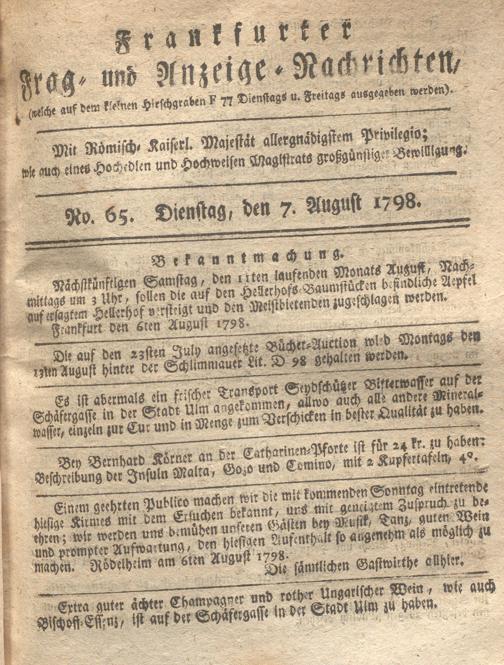 Frankfurter
Frag- und Anzeige-Nachrichten,
(welche auf dem kleinen Hirschgraben F 77 Dienstags u. Freitags ausgegeben werden).
Mit Römisch-Kaiserl. Majestät allergnädigstem Privilegio;
wie auch eines Hochedlen und Hochweisen Magistrats großgünstiger Bewilligung.
No. 65. Dienstag, den 7. August 1798.
Bekanntmachung.
Nächstkünftigen Samstag, den 11ten laufenden Monats August, Nach-
mittags um 3 Uhr, sollen die auf den Hellerhofs-Baumstücken befindliche Aepfel
auf ersagtem Hellerhof versteigt und den Meistbietenden zugeschlagen werden.
Frankfurt den 6ten August 1798.
Die auf den 23sten July angesetzte Bücher-Auction wird Montags den
13ten August hinter der Schlimmauer Lit. D 98 gehalten werden.
Es ist abermals ein frischer Transport Seydschützer Bitterwasser auf der
Schäfergasse in der Stadt Ulm angekommen, allwo auch alle andere Mineral-
wasser, einzeln zur Cur und in Menge zum Verschicken in bester Qualität zu haben.
Bey Bernhard Körner an der Catharinen-Pforte ist für 24 kr. zu haben:
Beschreibung der Insuln Malta, Gozo und Comino, mit 2 Kupfertafeln, 4°.
Einem geehrten Publico machen wir die mit kommenden Sonntag eintretende
hiesige Kirmes mit dem Ersuchen bekannt, uns mit geneigtem Zuspruch zu be-
ehren; wir werden uns bemühen unseren Gästen bey Musik, Tanz, guten Wein
und prompter Aufwartung, den hiesigen Aufenthalt so angenehm als möglich zu
machen. Rödelheim am 6ten August 1798.
Die sämtlichen Gastwirthe allhier.
Extra guter ächter Champagner und rother Ungarischer Wein, wie auch
Bischoff-Essenz, ist auf der Schäfergasse in der Stadt Ulm zu haben.